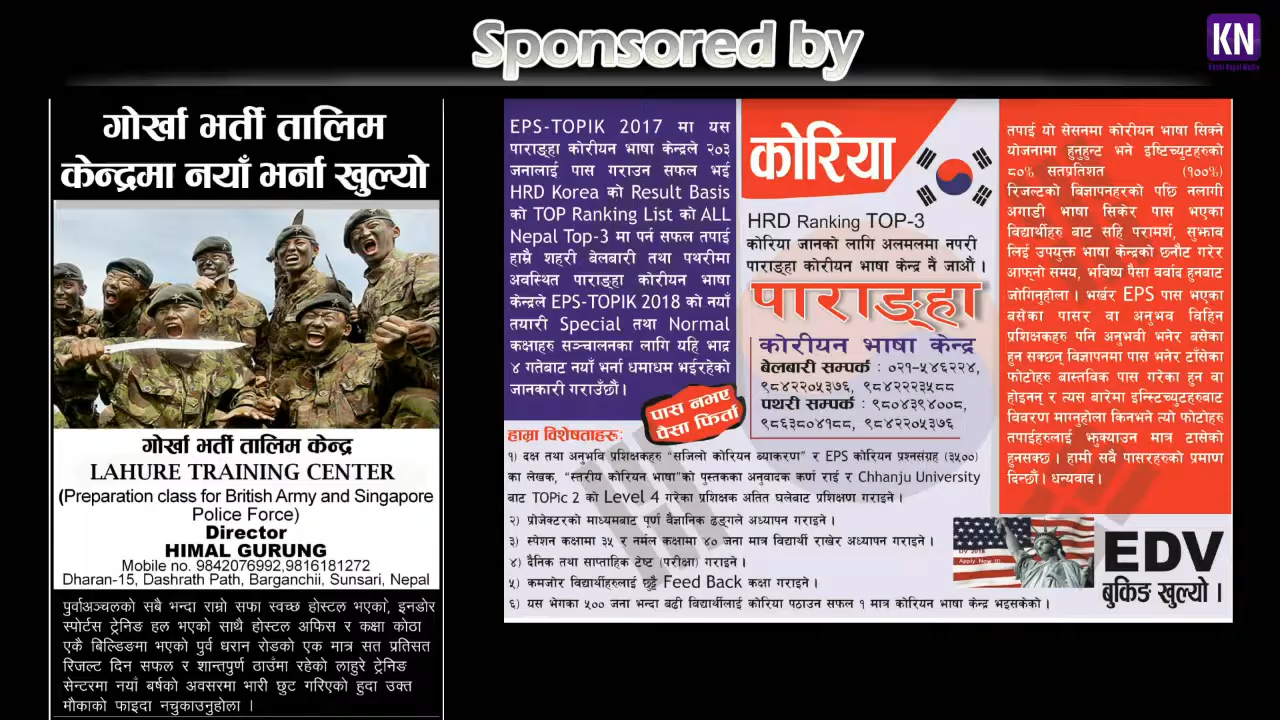 Sponsored by
KN
Koshi Nepal Media
गोर्खा भर्ती तालिम
केन्द्रमा नयाँ भर्ना खुल्यो
गोर्खा भर्ती तालिम केन्द्र
LAHURE TRAINING CENTER
(Preparation class for British Army and Singapore
Police Force)
Director
HIMAL GURUNG
Mobile no. 9842076992,9816181272
Dharan-15, Dashrath Path, Barganchii, Sunsari, Nepal
पुर्वाञ्चलको सबै भन्दा राम्रो सफा स्वच्छ होस्टल भएको, इनडोर
स्पोर्टस ट्रेनिङ हल भएको साथै होस्टल अफिस र कक्षा कोठा
एकै बिल्डिङमा भएको पुर्व धरान रोडको एक मात्र सत प्रतिसत
रिजल्ट दिन सफल र शान्तपुर्ण ठाउँमा रहेको लाहुरे ट्रेनिङ
सेन्टरमा नयाँ बर्षको अवसरमा भारी छुट गरिएको हुदा उक्त
मौकाको फाइदा नचुकाउनुहोला ।
EPS-TOPIK 2017 मा यस
पाराङ्हा कोरीयन भाषा केन्द्रले २०३
जनालाई पास गराउन सफल भई
HRD Korea को Result Basis
को TOP Ranking List को ALL
Nepal Top-3 मा पर्न सफल तपाई
हाम्रै शहरी बेलबारी तथा पथरीमा
अवस्थित पाराङ्हा कोरीयन भाषा
केन्द्रले EPS-TOPIK 2018 को नयाँ
तयारी Special तथा Normal
कक्षाहरु सञ्चालनका लागि यहि भाद्र
४ गतेबाट नयाँ भर्ना धमाधम भईरहेको
जानकारी गराउँछौं।
पास नभए
पैसा फिर्ता
कोरिया
HRD Ranking TOP-3
कोरिया जानको लागि अलमलमा नपरी
पाराङ्हा कोरीयन भाषा केन्द्र नै जाऔं ।
पाराङ्हा
कोरीयन भाषा केन्द्र
बेलबारी सम्पर्क : ०२१-५४६२२४,
९८४२२०५३७६, ९८४२२२३५८८
पथरी सम्पर्क : ९८०४३९४००८,
९८६३८०४१८८, ९८४२२०५३७६
तपाई यो सेसनमा कोरीयन भाषा सिक्ने
योजनामा हुनुहुन्ट भने इष्टिच्युटहरुको
८०% सतप्रतिशत (१००%)
रिजल्टको बिज्ञापनहरको पछि नलागी
अगाडी भाषा सिकेर पास भएका
विद्यार्थीहरु बाट सहि परामर्श, सुझाव
लिई उपयुक्त भाषा केन्द्रको छनौट गरेर
आफ्नो समय, भविष्य पैसा बर्वाद हुनबाट
जोगिनुहोला । भर्खर EPS पास भएका
बसेका पासर वा अनुभव विहिन
प्रशिक्षकहरु पनि अनुभवी भनेर बसेका
हुन सक्छन् विज्ञापनमा पास भनेर टाँसेका
फोटोहरु बास्तविक पास गरेका हुन वा
होइनन् र त्यस बारेमा इन्स्टिच्युटहरुबाट
बिवरण माग्नुहोला किनभने त्यो फोटोहरु
तपाईहरुलाई भुक्याउन मात्र टासेको
हुनसक्छ । हामी सबै पासरहरुको प्रमाण
दिन्छौं। धन्यवाद।
हाम्रा विशेषताहरु:
१) दक्ष तथा अनुभवि प्रशिक्षकहरु "सजिलो कोरियन ब्याकरण" र EPS कोरियन प्रश्नसंग्रह (३५००)
का लेखक, "स्तरीय कोरियन भाषा"को पुस्तकका अनुवादक कर्ण राई र Chhanju University
बाट TOPic 2 को Level 4 गरेका प्रशिक्षक अतित घलेबाट प्रशिक्षण गराइने ।
२) प्रोजेक्टरको माध्यमबाट पूर्ण बैज्ञानिक ढङ्गले अध्यापन गराइने ।
३) स्पेशन कक्षामा ३५ र नर्मल कक्षामा ४० जना मात्र विद्यार्थी राखेर अध्यापन गराइने ।
४) दैनिक तथा साप्ताहिक टेष्ट (परीक्षा) गराइने ।
५) कमजोर विद्यार्थीहरुलाई छुट्टै Feed Back कक्षा गराइने ।
६) यस भेगका ५०० जना भन्दा बढी विद्यार्थीलाई कोरिया पठाउन सफल १ मात्र कोरियन भाषा केन्द्र भइसकेको ।
DV 2018
Apply Now !!!
EDV
बुकिङ खुल्यो ।